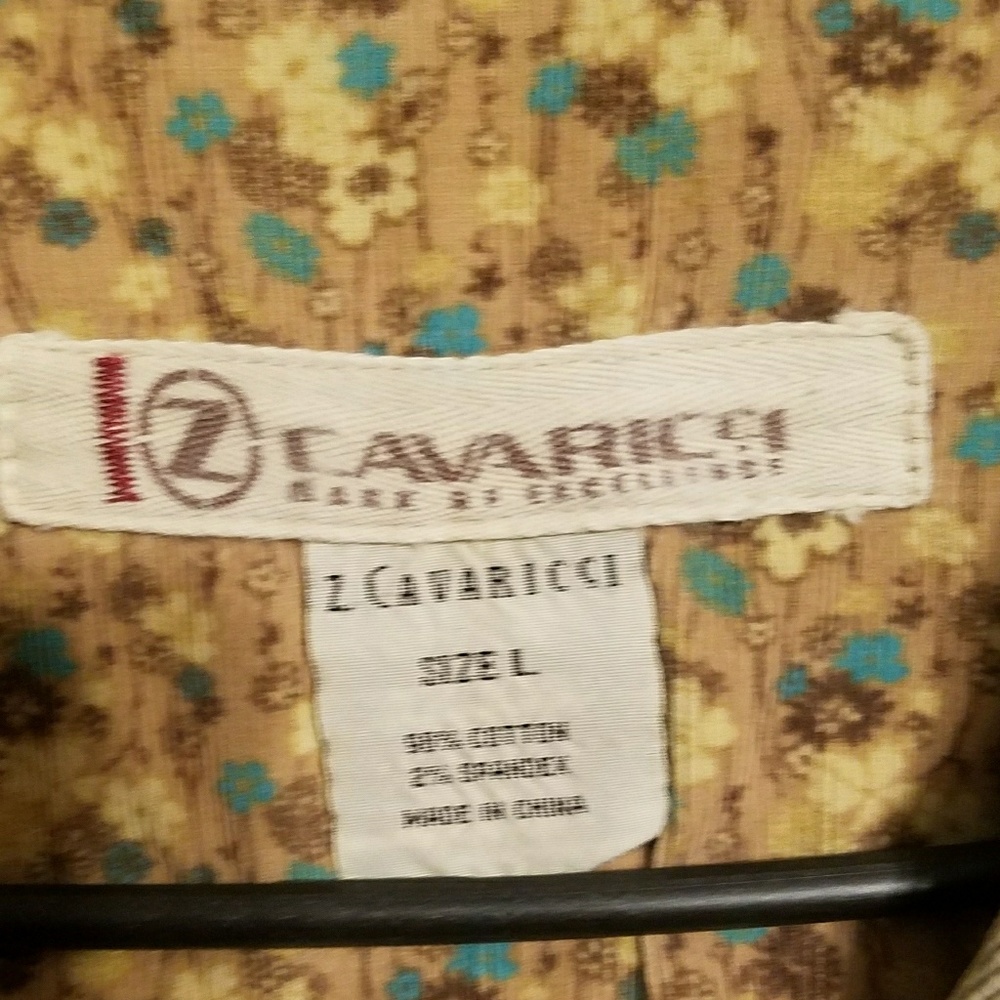 Z CAVARICCI
MARK OF EXCELLENCE
Z CAVARICCI
SIZE L
98% COTTON
2% SPANDEX
MADE IN CHINA